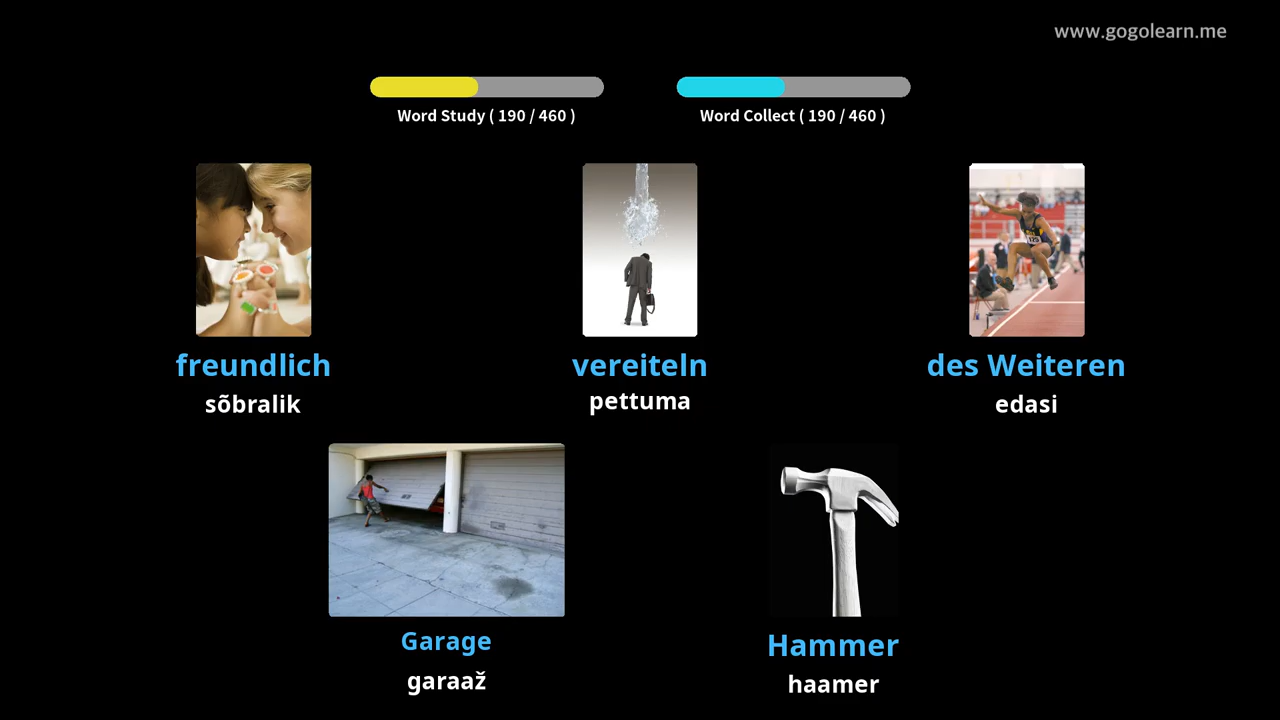 www.gogolearn.me
Word Study ( 190 / 460 )
Word Collect ( 190 / 460 )
freundlich
sõbralik
vereiteln
pettuma
des Weiteren
edasi
Garage
garaaž
Hammer
haamer